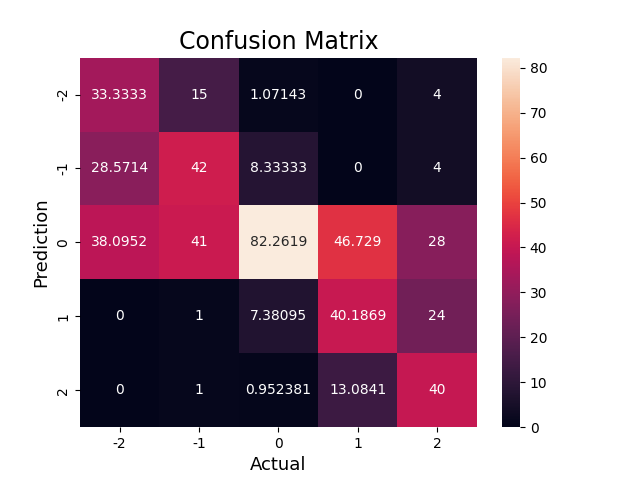 Confusion Matrix
-2 33.3333 15 1.07143 0 4
-1 28.5714 42 8.33333 0 4
0 38.0952 41 82.2619 46.729 28
1 0 1 7.38095 40.1869 24
2 0 1 0.952381 13.0841 40
-2 -1 0 1 2
Prediction
Actual
80
70
60
50
40
30
20
10
0